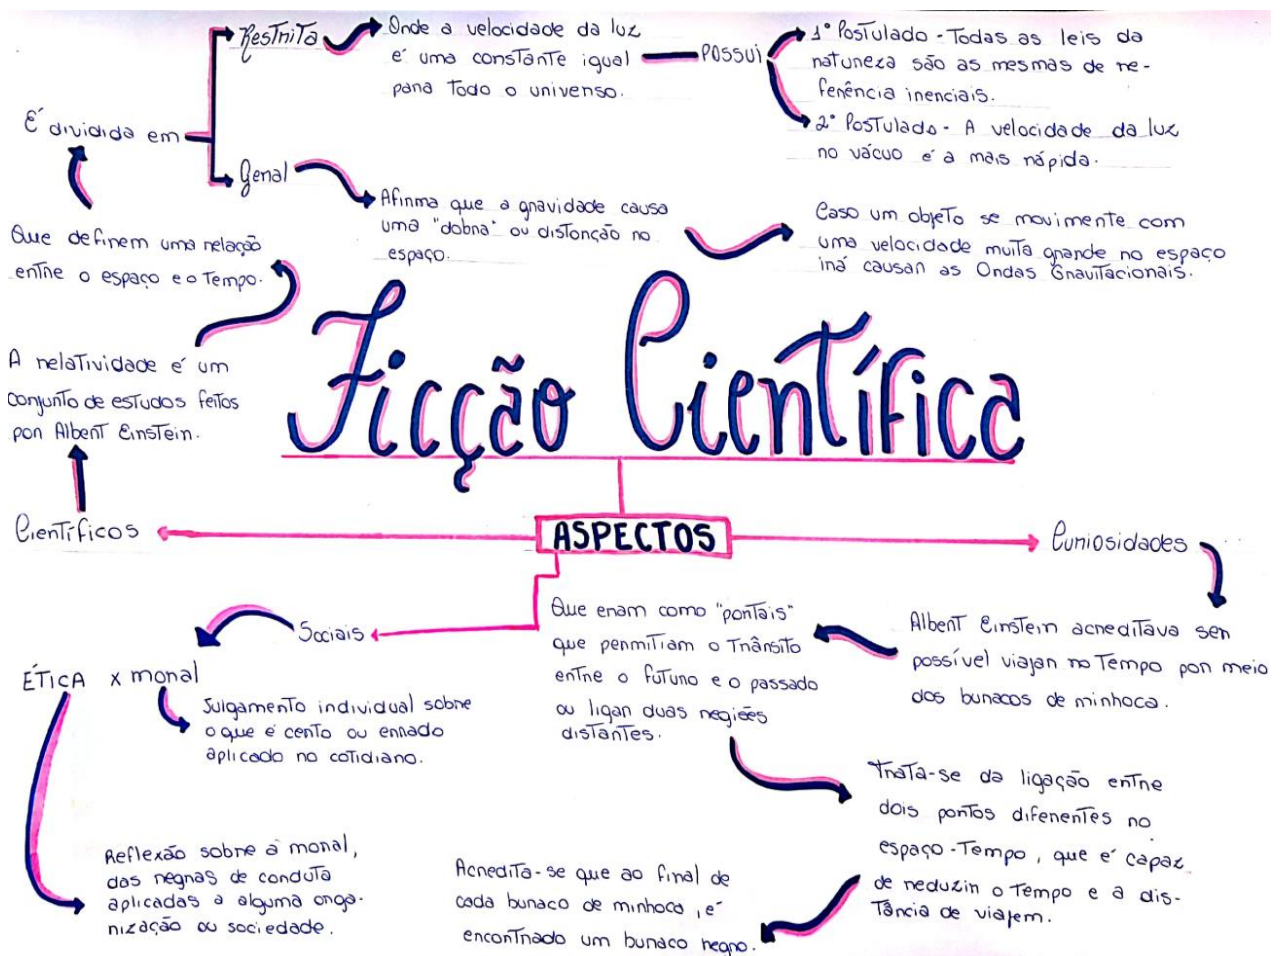 Ficção Científica
ASPECTOS
Científicos
A relatividade é um
conjunto de estudos feitos
por Albert Einstein.
Que definem uma relação
entre o espaço e o tempo.
É dividida em
Restrita
Onde a velocidade da luz
é uma constante igual
para todo o universo.
POSSUI
1º Postulado - Todas as leis da
natureza são as mesmas de re-
ferência inerciais.
2º Postulado - A velocidade da luz
no vácuo é a mais rápida.
Geral
Afirma que a gravidade causa
uma "dobra" ou distorção no
espaço.
Caso um objeto se movimente com
uma velocidade muita grande no espaço
irá causar as Ondas Gravitacionais.
Sociais
ÉTICA x moral
Julgamento individual sobre
o que é certo ou errado
aplicado no cotidiano.
Reflexão sobre a moral,
das regras de conduta
aplicadas a alguma orga-
nização ou sociedade.
Curiosidades
Albert Einstein acreditava ser
possível viajar no tempo por meio
dos buracos de minhoca.
Que eram como "portais"
que permitiam o trânsito
entre o futuro e o passado
ou ligar duas regiões
distantes.
Trata-se da ligação entre
dois pontos diferentes no
espaço-tempo, que é capaz
de reduzir o tempo e a dis-
tância de viajem.
Acredita-se que ao final de
cada buraco de minhoca, é
encontrado um buraco negro.